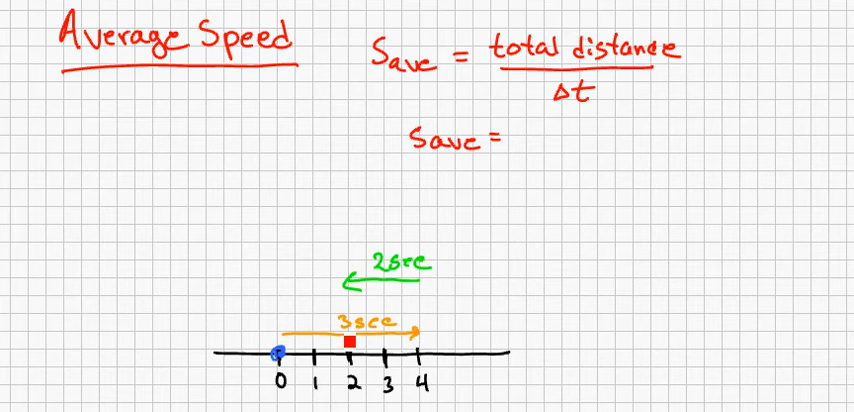 Average Speed
Save = total distance
Δt
Save =
2sec
3sec
0 1 2 3 4